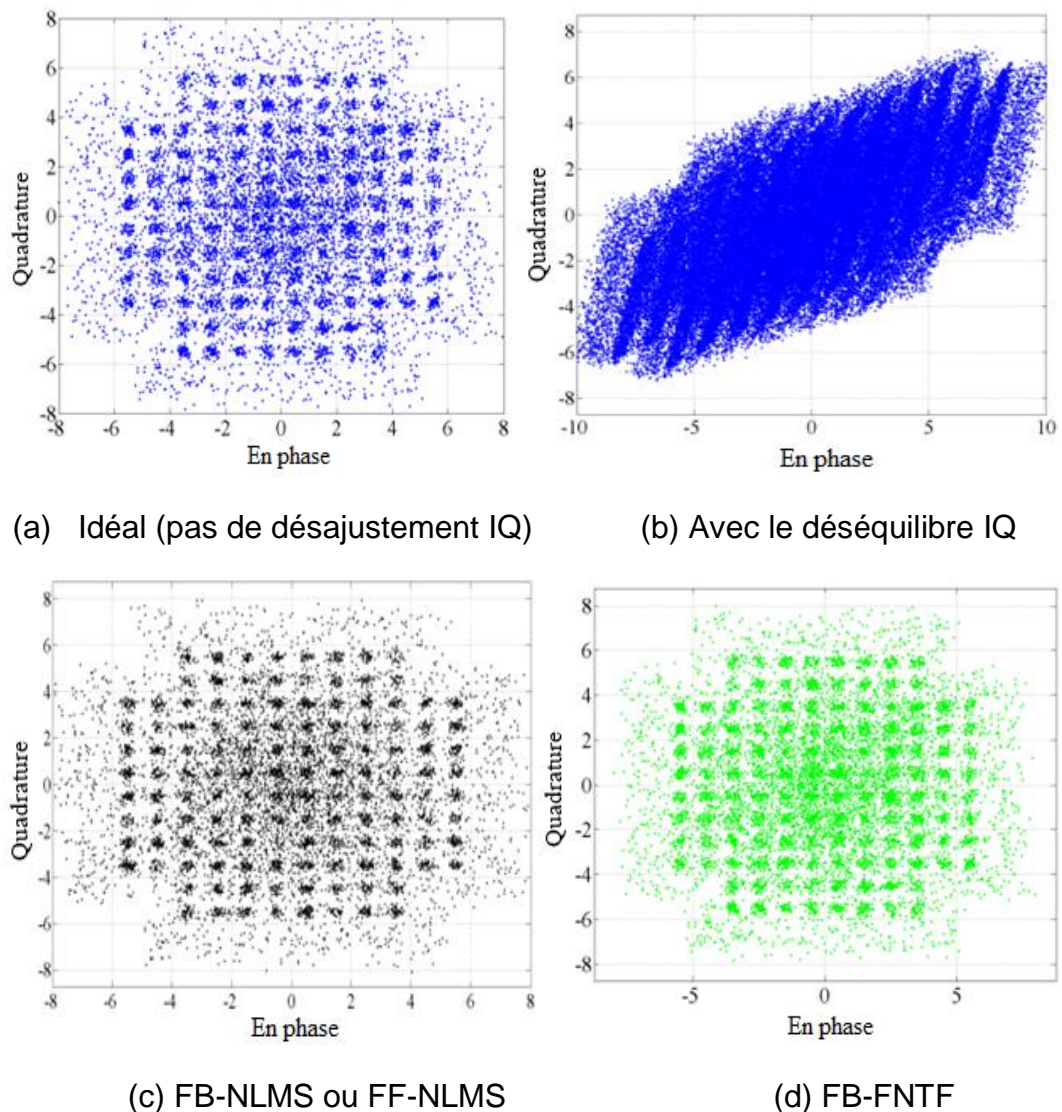 8
6
4
2
0
-2
-4
-6
-8
Quadrature
-8 -6 -4 -2 0 2 4 6 8
En phase
8
6
4
2
0
-2
-4
-6
-8
Quadrature
-10 -5 0 5 10
En phase
(a) Idéal (pas de désajustement IQ)
(b) Avec le déséquilibre IQ
8
6
4
2
0
-2
-4
-6
-8
Quadrature
-8 -6 -4 -2 0 2 4 6 8
En phase
8
6
4
2
0
-2
-4
-6
-8
Quadrature
-5 0 5
En phase
(c) FB-NLMS ou FF-NLMS
(d) FB-FNTF